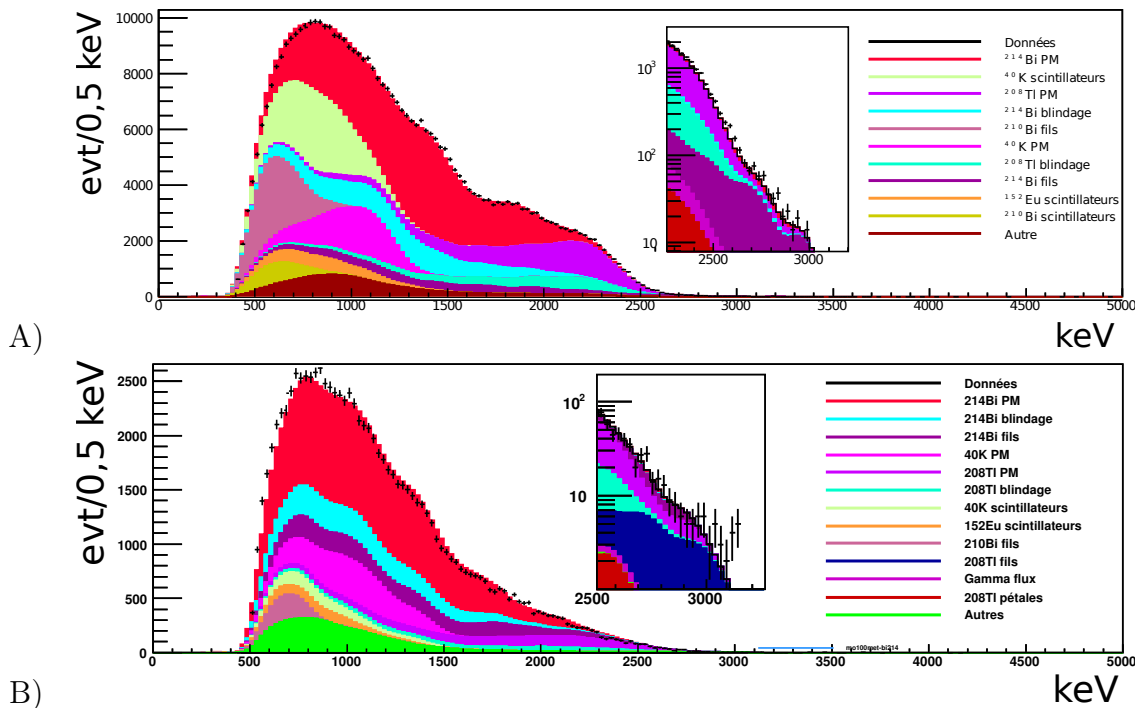 A)
evt/0,5 keV
10000
8000
6000
4000
2000
0
0 500 1000 1500 2000 2500 3000 3500 4000 4500 5000
keV
10³
10²
10
2500 3000
Données
²¹⁴Bi PM
⁴⁰K scintillateurs
²⁰⁸Tl PM
²¹⁴Bi blindage
²¹⁰Bi fils
⁴⁰K PM
²⁰⁸Tl blindage
²¹⁴Bi fils
¹⁵²Eu scintillateurs
²¹⁰Bi scintillateurs
Autre
B)
evt/0,5 keV
2500
2000
1500
1000
500
0
0 500 1000 1500 2000 2500 3000 3500 4000 4500 5000
keV
10²
10
2500 3000
Données
214Bi PM
214Bi blindage
214Bi fils
40K PM
208Tl PM
208Tl blindage
40K scintillateurs
152Eu scintillateurs
210Bi fils
208Tl fils
Gamma flux
208Tl pétales
Autres
mo100met-bi214